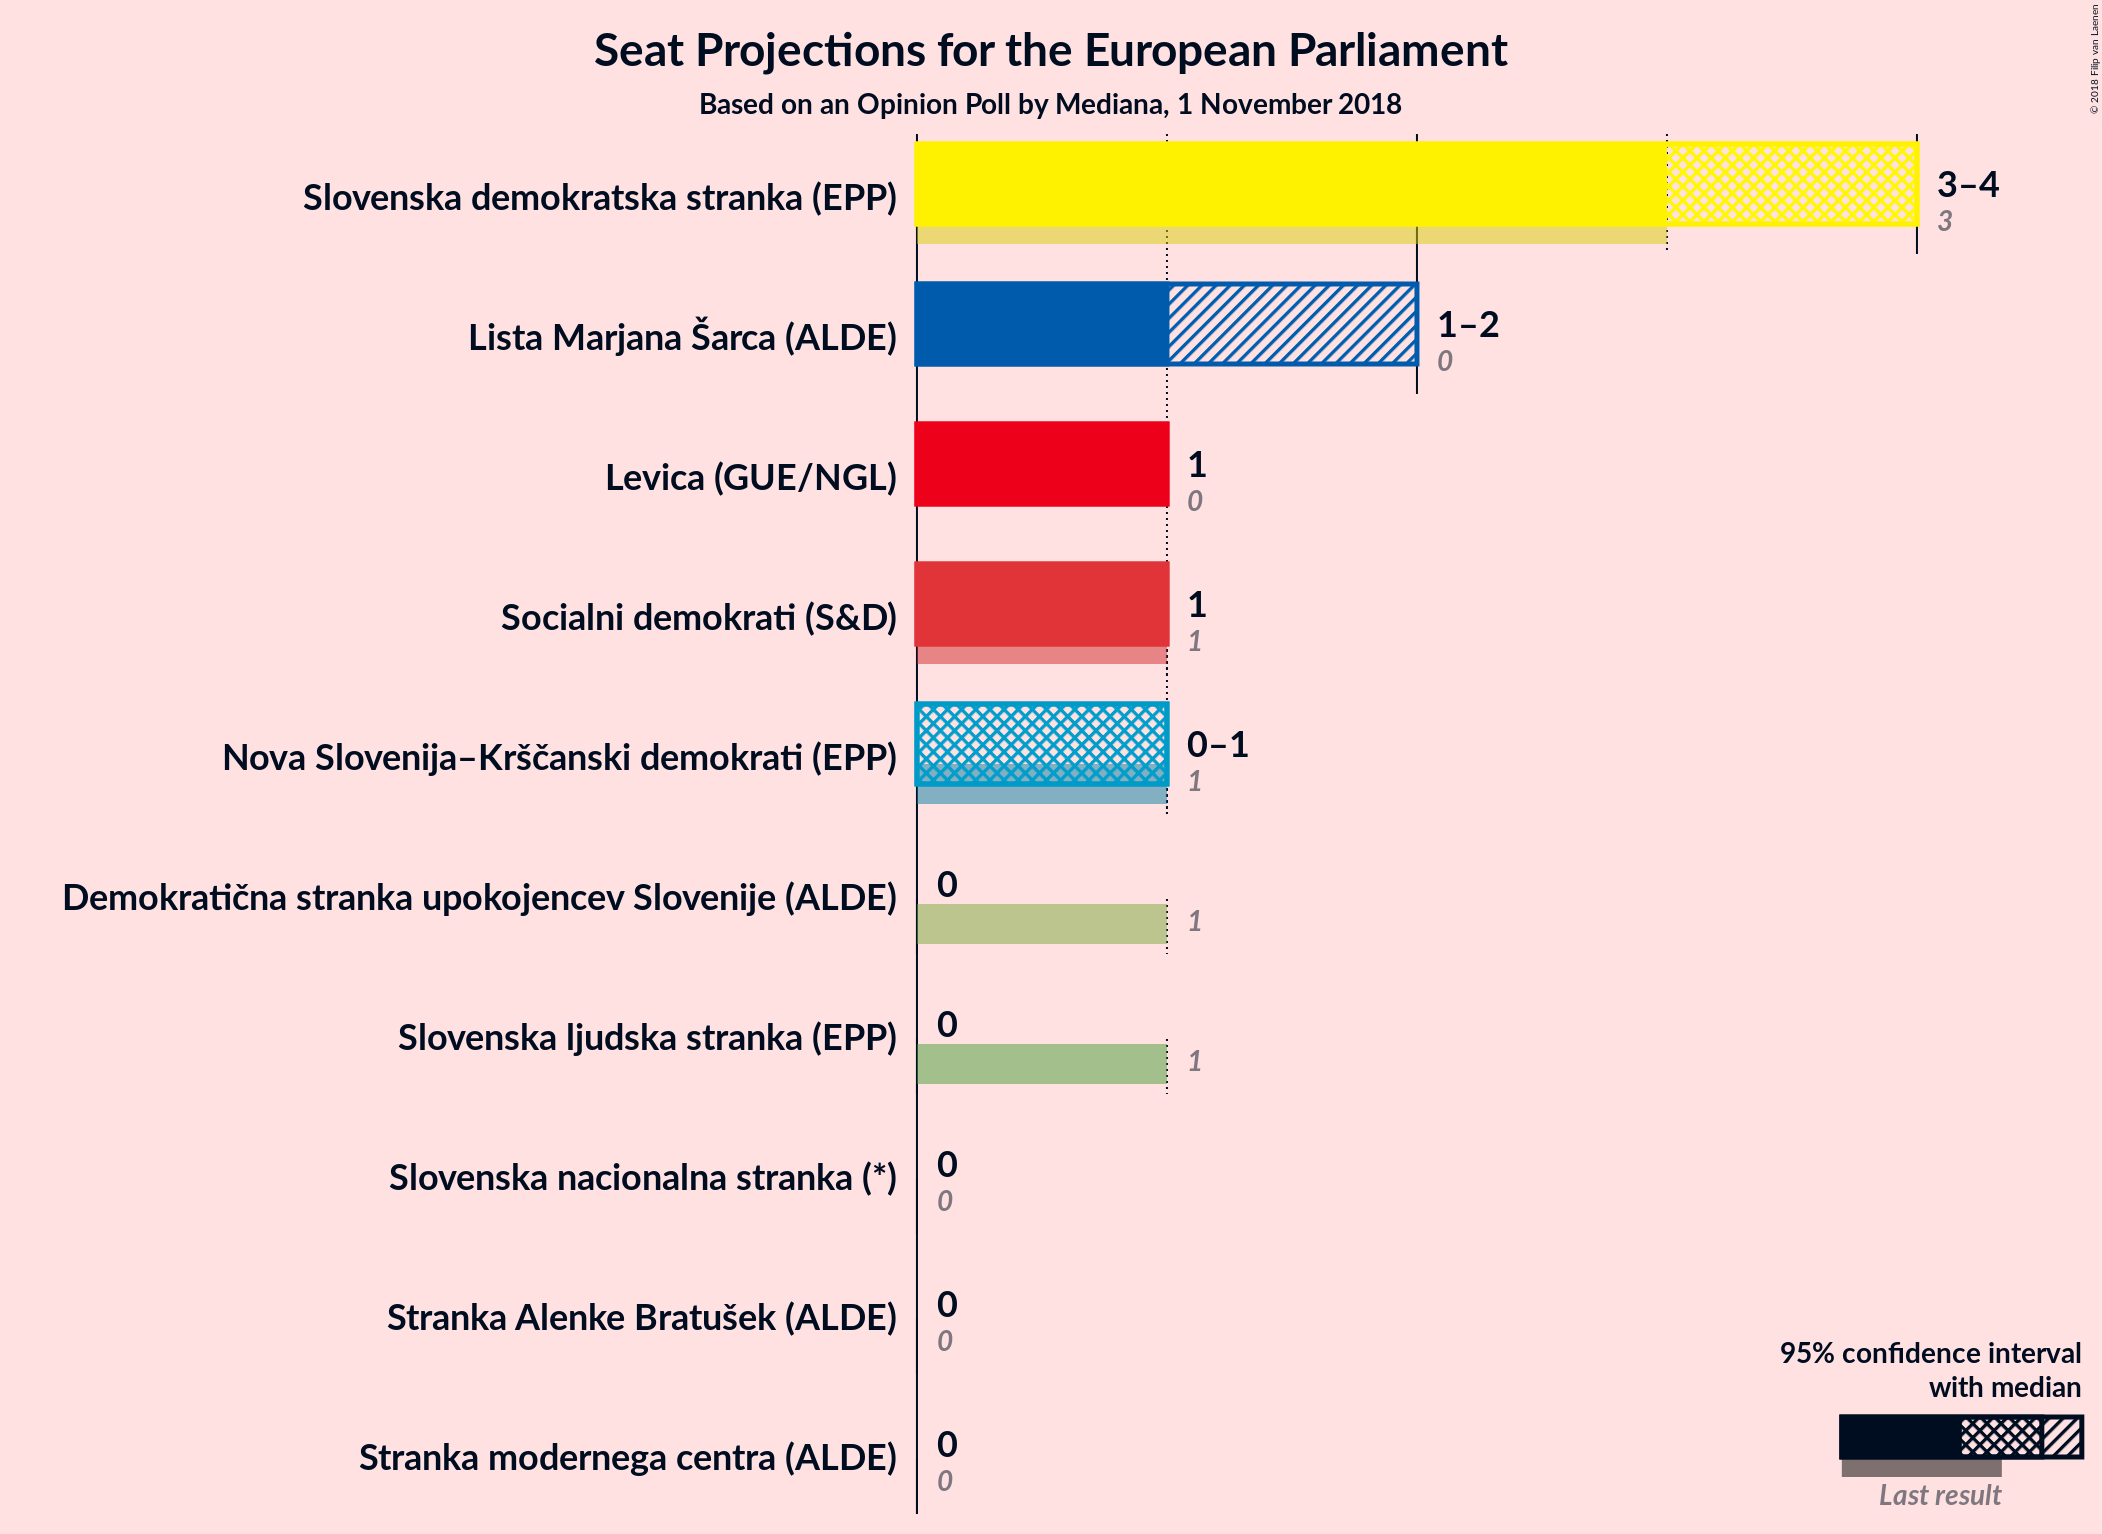 Seat Projections for the European Parliament
Based on an Opinion Poll by Mediana, 1 November 2018
© 2018 Filip van Laenen
Slovenska demokratska stranka (EPP)
3–4
3
Lista Marjana Šarca (ALDE)
1–2
0
Levica (GUE/NGL)
1
0
Socialni demokrati (S&D)
1
1
Nova Slovenija–Krščanski demokrati (EPP)
0–1
1
Demokratična stranka upokojencev Slovenije (ALDE)
0
1
Slovenska ljudska stranka (EPP)
0
1
Slovenska nacionalna stranka (*)
0
0
Stranka Alenke Bratušek (ALDE)
0
0
Stranka modernega centra (ALDE)
0
0
95% confidence interval
with median
Last result